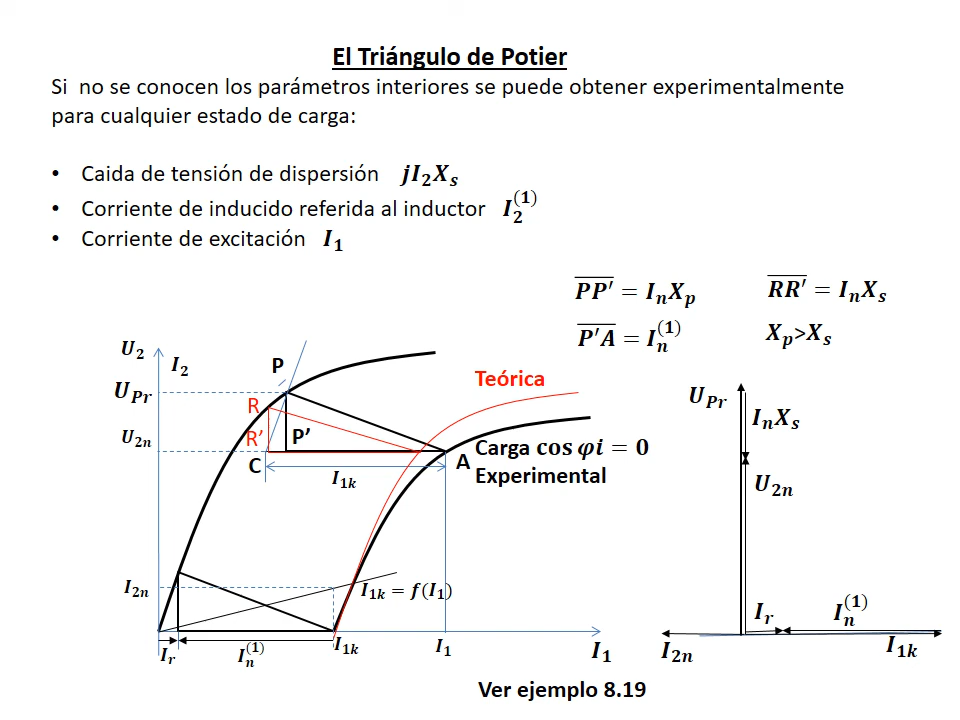 El Triángulo de Potier
Si no se conocen los parámetros interiores se puede obtener experimentalmente
para cualquier estado de carga:
• Caida de tensión de dispersión jI₂Xₛ
• Corriente de inducido referida al inductor I₂⁽¹⁾
• Corriente de excitación I₁
PP' = IₙXₚ
RR' = IₙXₛ
P'A = Iₙ⁽¹⁾
Xₚ>Xₛ
U₂
I₂
P
U_Pr
Teórica
R
U₂ₙ
R’
P’
C
A
Carga cos φi = 0
Experimental
I₁ₖ
I₂ₙ
I₁ₖ = f(I₁)
Iᵣ
Iₙ⁽¹⁾
I₁ₖ
I₁
I₁
U_Pr
IₙXₛ
U₂ₙ
Iᵣ
Iₙ⁽¹⁾
I₂ₙ
I₁ₖ
Ver ejemplo 8.19